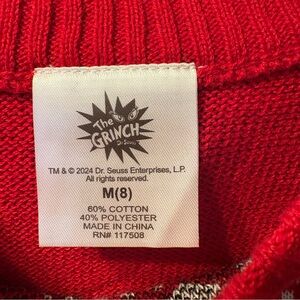 The
GRINCH
Dr. Seuss
TM & © 2024 Dr. Seuss Enterprises, L.P.
All rights reserved.
M(8)
60% COTTON
40% POLYESTER
MADE IN CHINA
RN# 117508